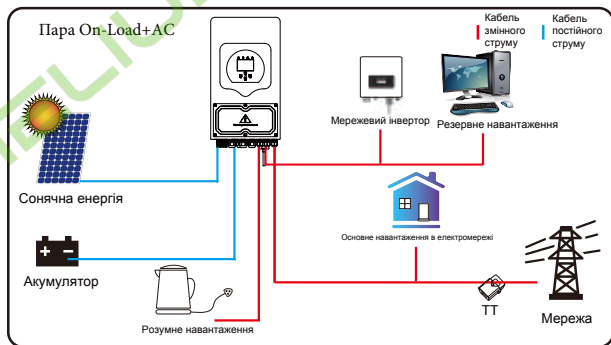 Пара On-Load+AC
Кабель
змінного
струму
Кабель
постійного
струму
Мережевий інвертор
Резервне навантаження
Сонячна енергія
Основне навантаження в електромережі
Акумулятор
ТТ
Мережа
Розумне навантаження